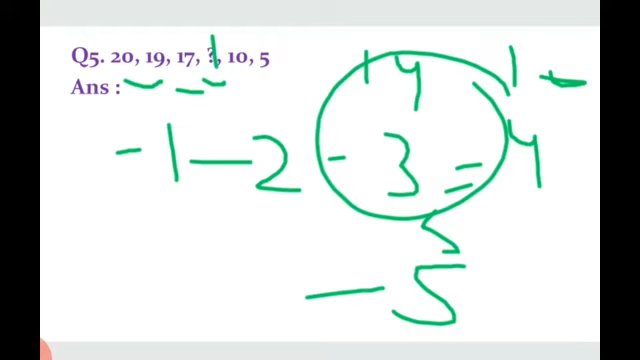 Q5. 20, 19, 17, ?, 10, 5
Ans :
14
-1 -2 -3 -4
-5